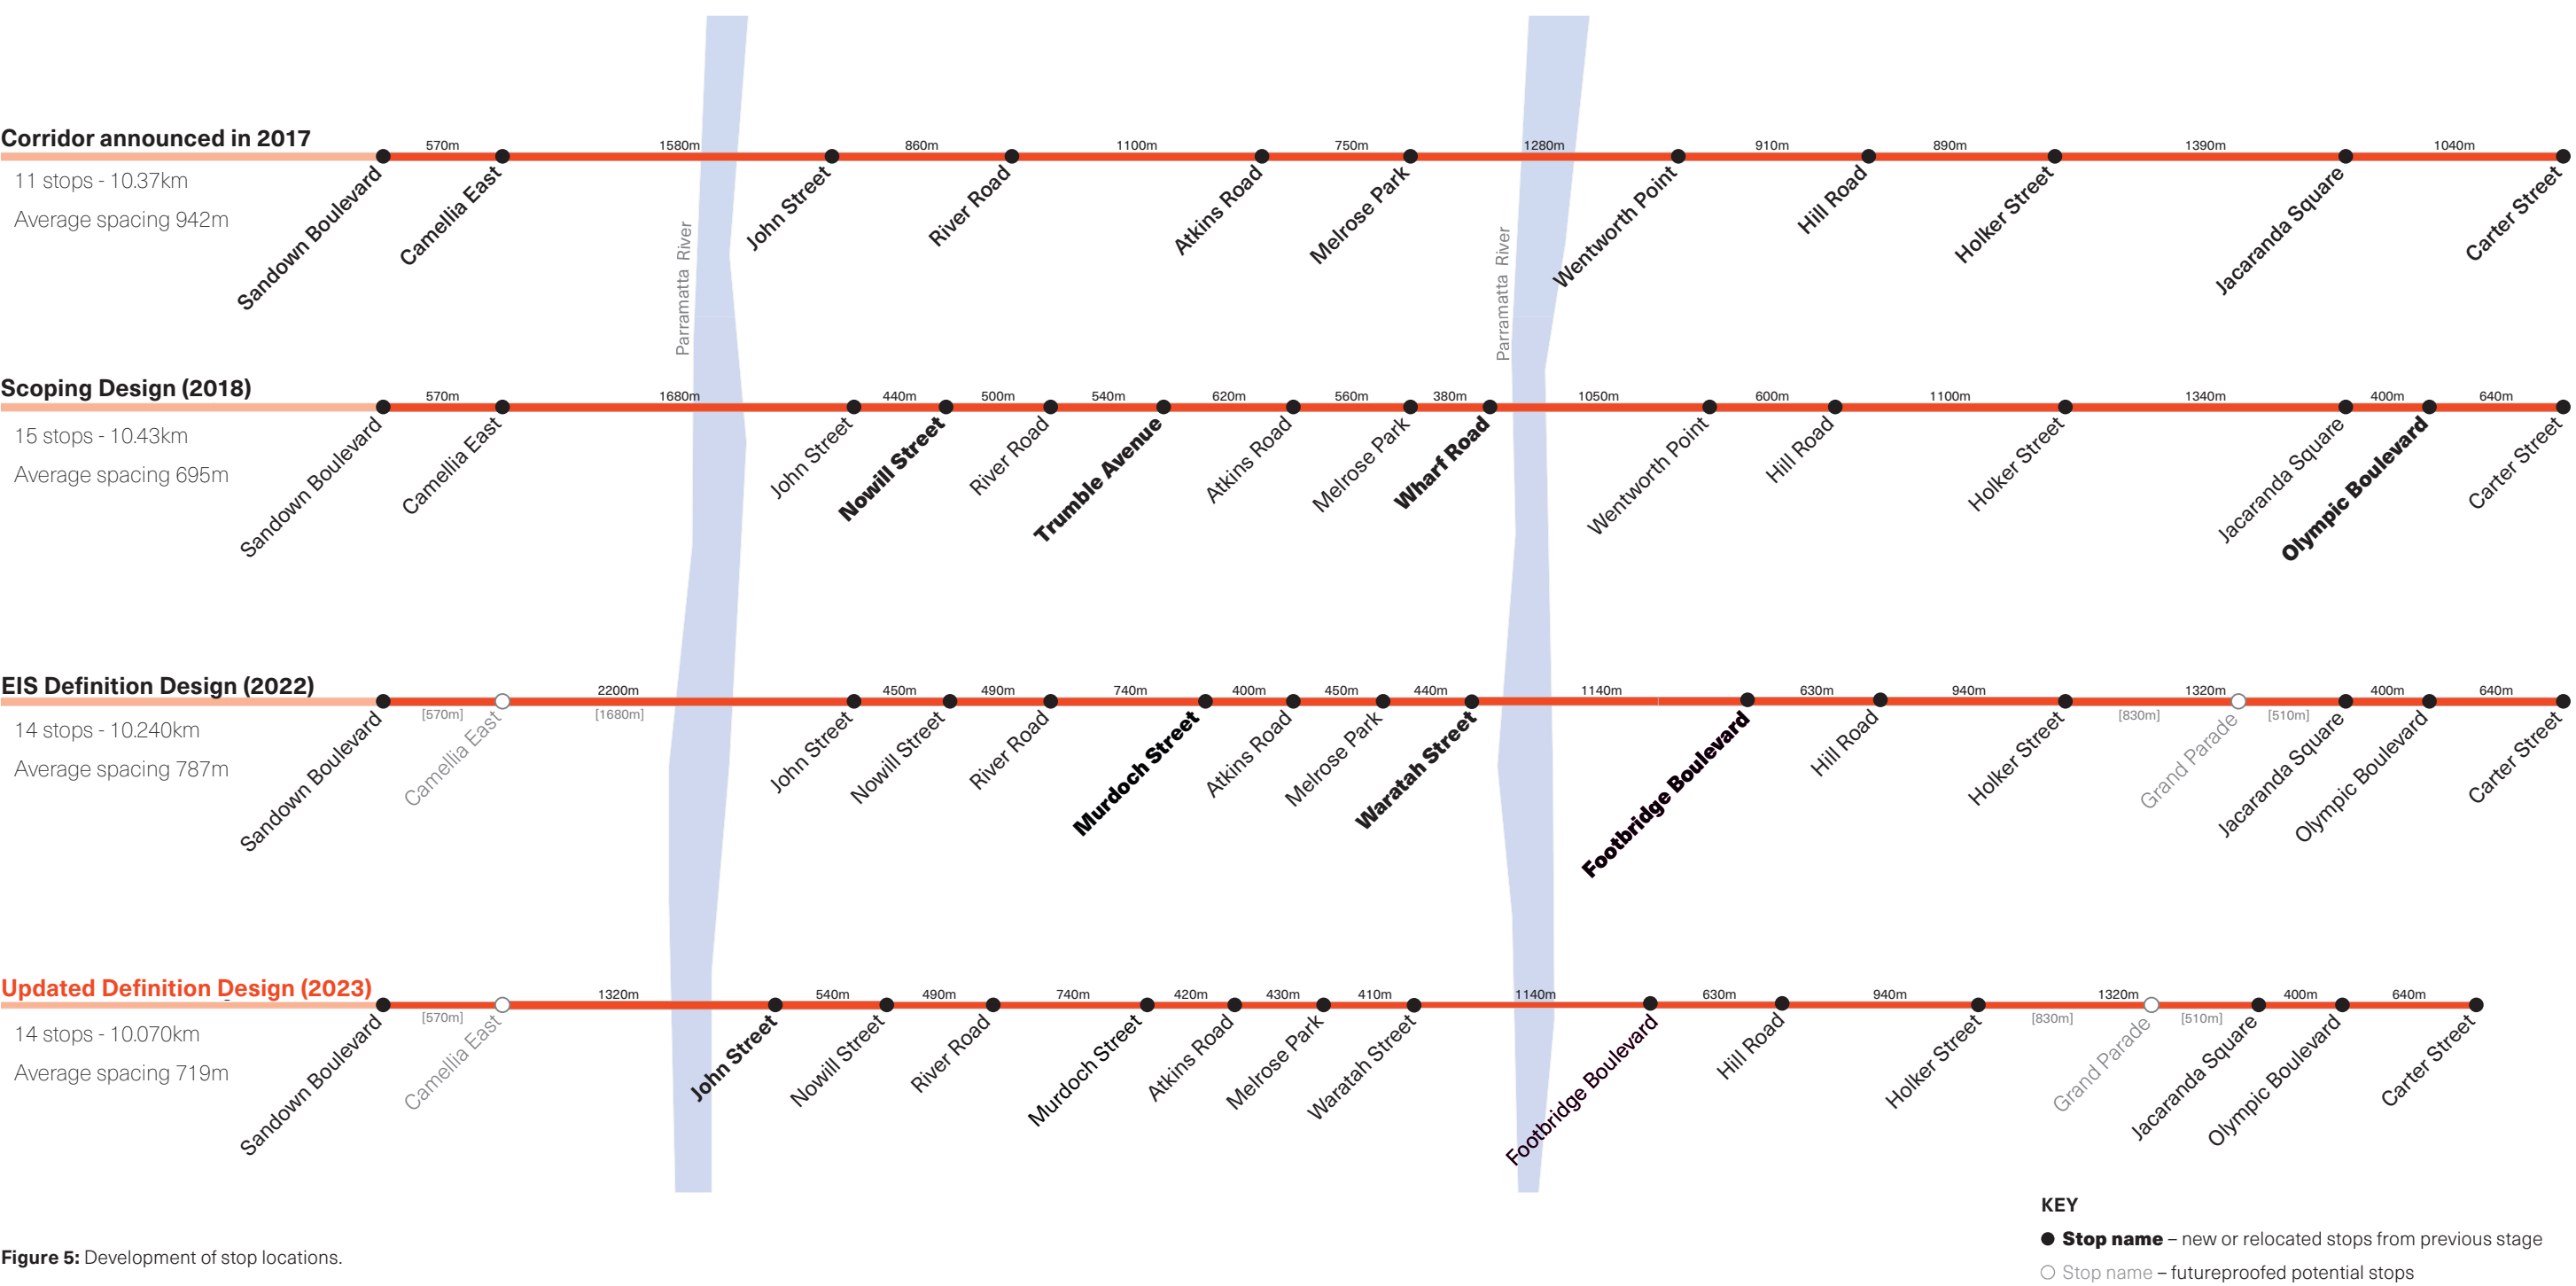 Corridor announced in 2017
570m 1580m 860m 1100m 750m 1280m 910m 890m 1390m 1040m
11 stops - 10.37km
Average spacing 942m
Sandown Boulevard
Camellia East
John Street
River Road
Atkins Road
Melrose Park
Wentworth Point
Hill Road
Holker Street
Jacaranda Square
Carter Street
Parramatta River
Parramatta River
Scoping Design (2018)
570m 1680m 440m 500m 540m 620m 560m 380m 1050m 600m 1100m 1340m 400m 640m
15 stops - 10.43km
Average spacing 695m
Sandown Boulevard
Camellia East
John Street
Nowill Street
River Road
Trumble Avenue
Atkins Road
Melrose Park
Wharf Road
Wentworth Point
Hill Road
Holker Street
Jacaranda Square
Olympic Boulevard
Carter Street
EIS Definition Design (2022)
2200m 450m 490m 740m 400m 450m 440m 1140m 630m 940m 1320m 400m 640m
[570m] [1680m] [830m] [510m]
14 stops - 10.240km
Average spacing 787m
Sandown Boulevard
Camellia East
John Street
Nowill Street
River Road
Murdoch Street
Atkins Road
Melrose Park
Waratah Street
Footbridge Boulevard
Hill Road
Holker Street
Grand Parade
Jacaranda Square
Olympic Boulevard
Carter Street
Updated Definition Design (2023)
1320m 540m 490m 740m 420m 430m 410m 1140m 630m 940m 1320m 400m 640m
[570m] [830m] [510m]
14 stops - 10.070km
Average spacing 719m
Sandown Boulevard
Camellia East
John Street
Nowill Street
River Road
Murdoch Street
Atkins Road
Melrose Park
Waratah Street
Footbridge Boulevard
Hill Road
Holker Street
Grand Parade
Jacaranda Square
Olympic Boulevard
Carter Street
KEY
Stop name – new or relocated stops from previous stage
Stop name – futureproofed potential stops
Figure 5: Development of stop locations.